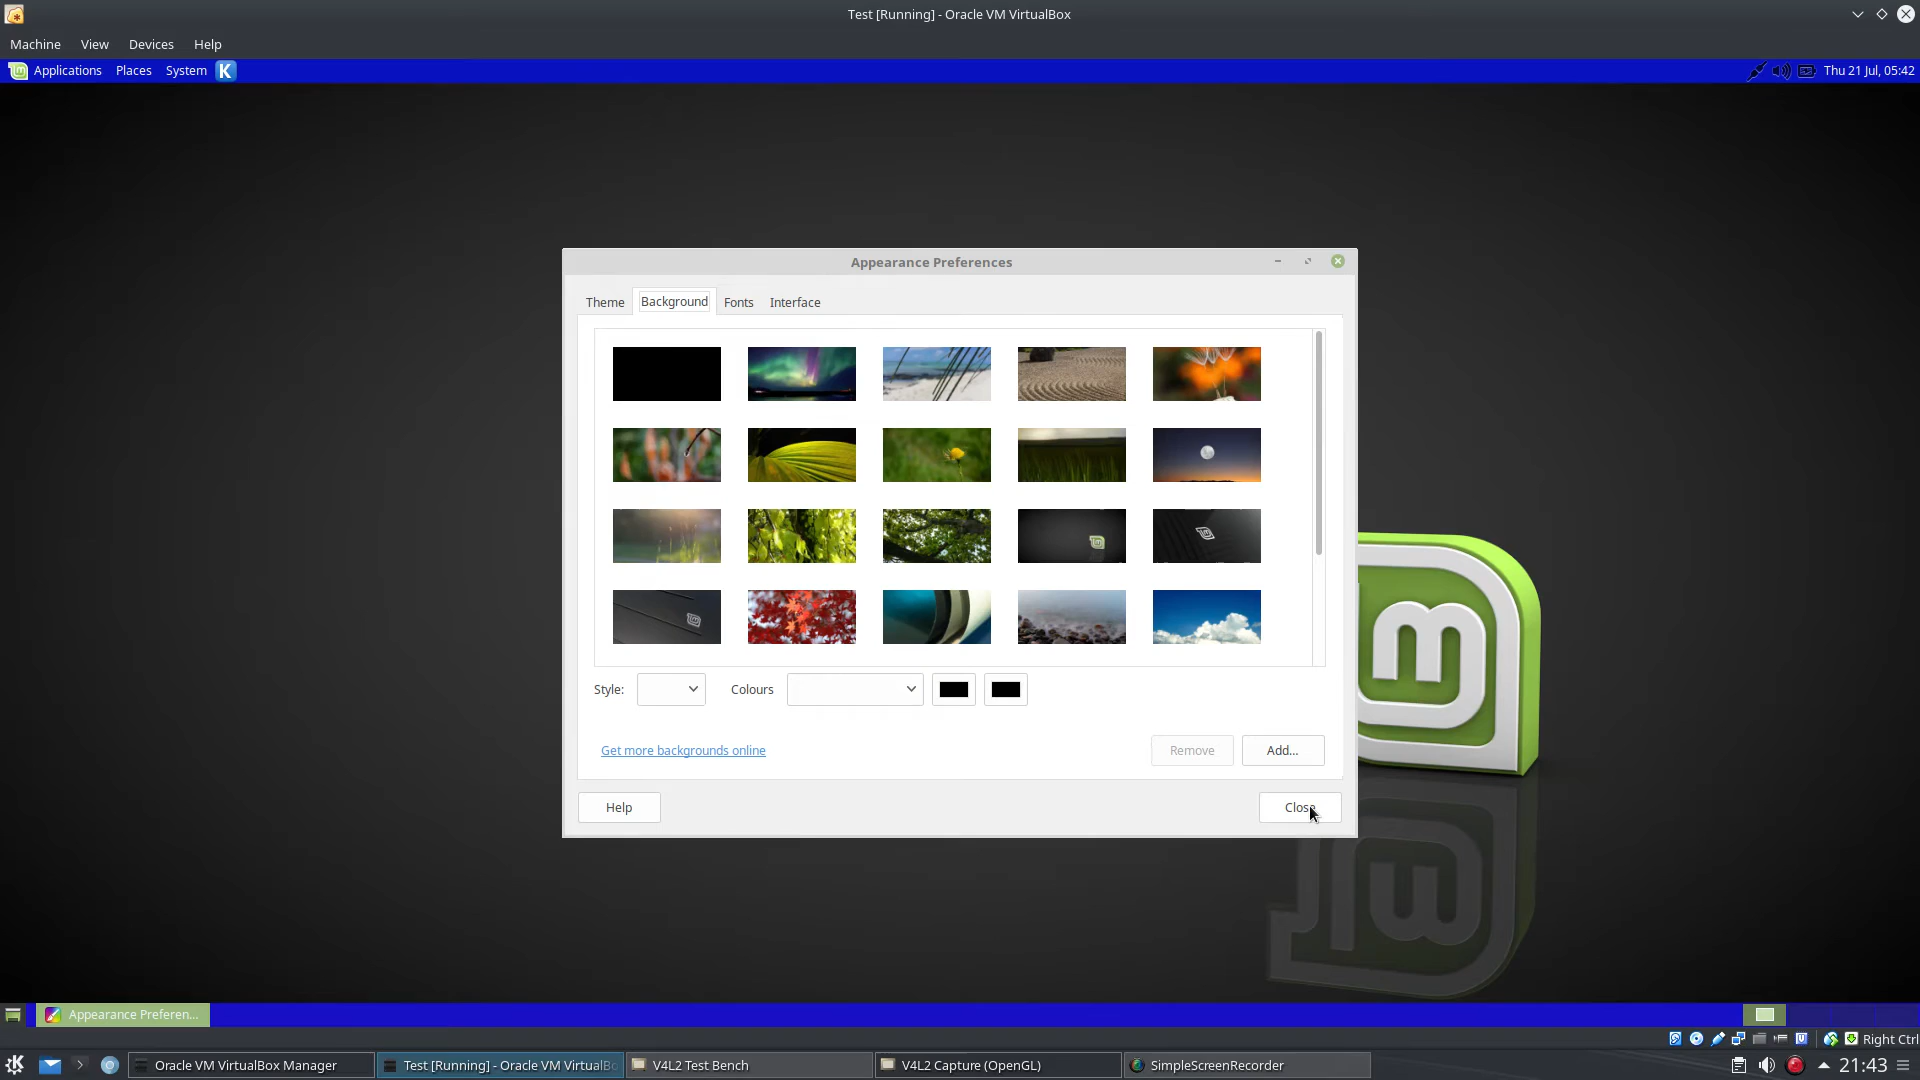 Test [Running] - Oracle VM VirtualBox
Machine View Devices Help
Applications Places System K Thu 21 Jul, 05:42
Appearance Preferences
Theme Background Fonts Interface
Style: Colours
Get more backgrounds online Remove Add...
Help Close
Appearance Preferen...
Right Ctrl
Oracle VM VirtualBox Manager Test [Running] - Oracle VM VirtualBo V4L2 Test Bench V4L2 Capture (OpenGL) SimpleScreenRecorder 21:43